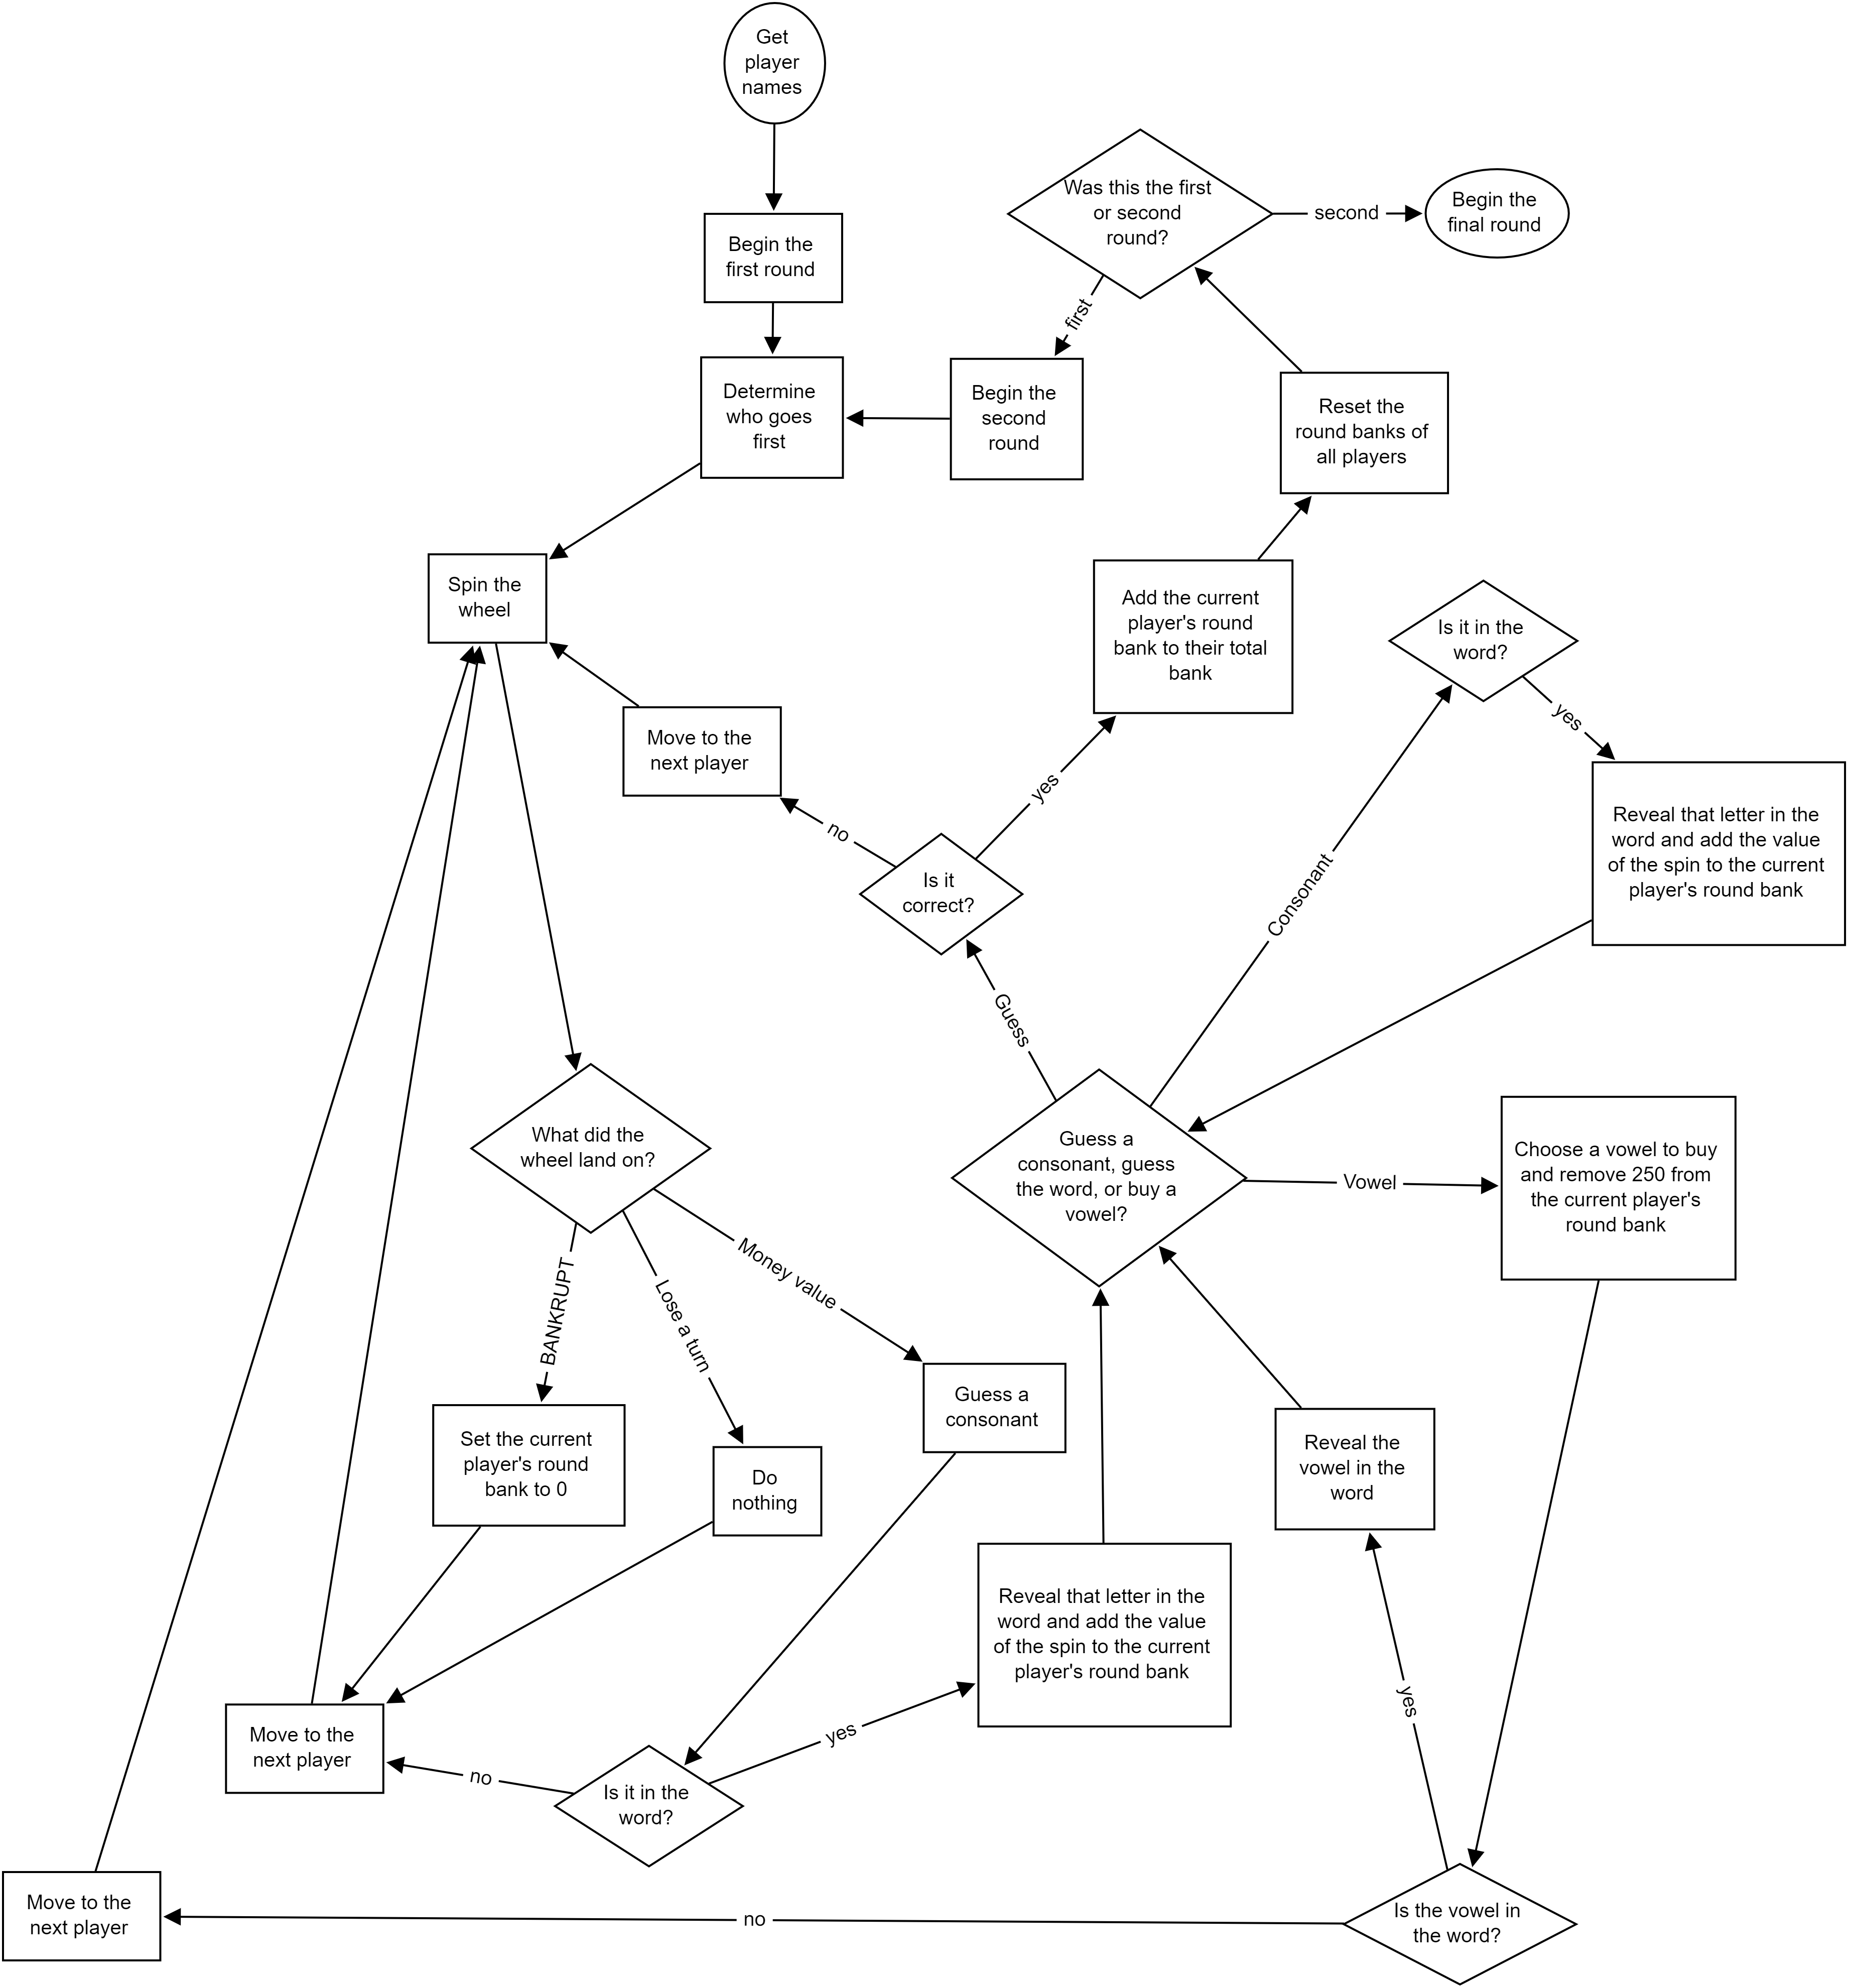 Get
player
names
Was this the first
or second
round?
second
Begin the
final round
Begin the
first round
first
Determine
who goes
first
Begin the
second
round
Reset the
round banks of
all players
Spin the
wheel
Add the current
player's round
bank to their total
bank
Is it in the
word?
yes
Move to the
next player
no
yes
Is it
correct?
Reveal that letter in the
word and add the value
of the spin to the current
player's round bank
Consonant
Guess
What did the
wheel land on?
Guess a
consonant, guess
the word, or buy a
vowel?
Vowel
Choose a vowel to buy
and remove 250 from
the current player's
round bank
BANKRUPT
Lose a turn
Money value
Guess a
consonant
Set the current
player's round
bank to 0
Do
nothing
Reveal the
vowel in the
word
Reveal that letter in the
word and add the value
of the spin to the current
player's round bank
yes
Move to the
next player
no
Is it in the
word?
yes
Move to the
next player
no
Is the vowel in
the word?